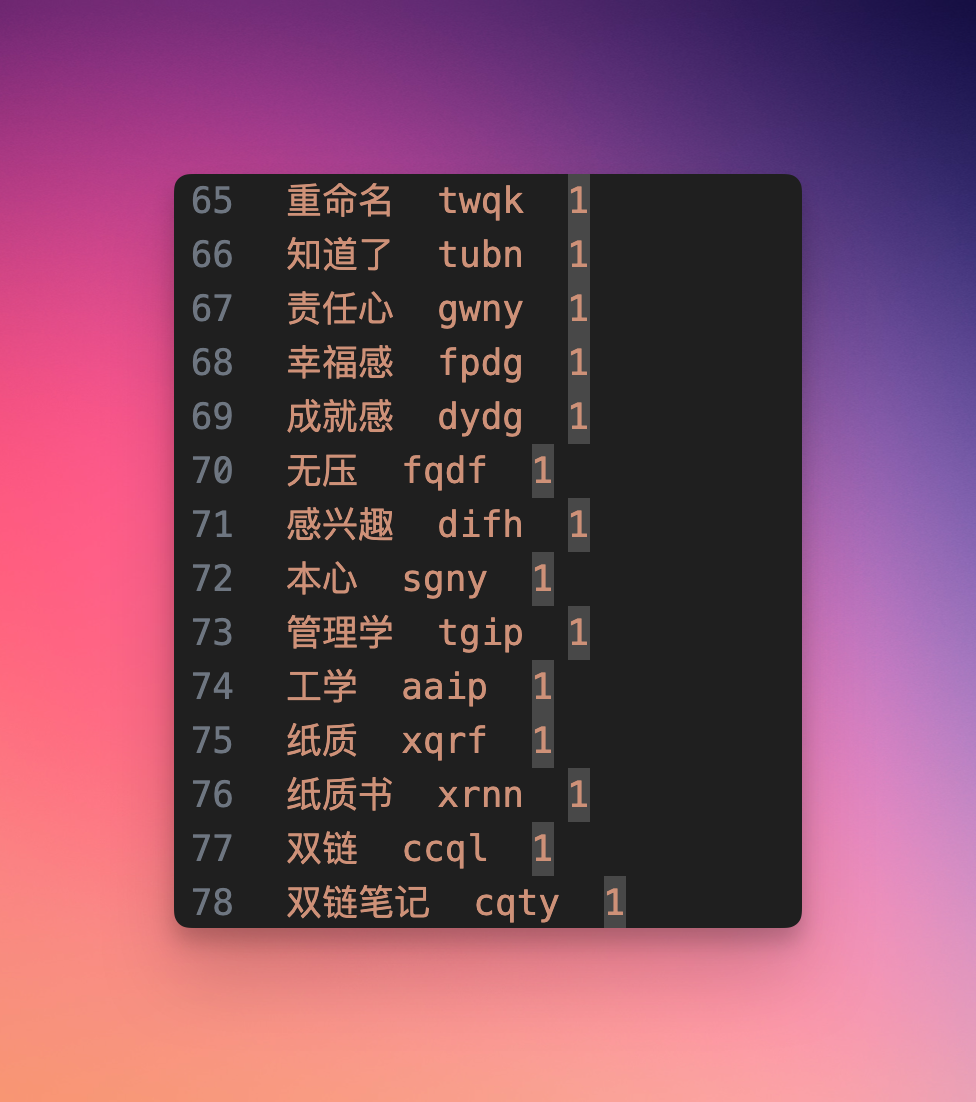 65 重命名 twqk 1
66 知道了 tubn 1
67 责任心 gwny 1
68 幸福感 fpdg 1
69 成就感 dydg 1
70 无压 fqdf 1
71 感兴趣 difh 1
72 本心 sgny 1
73 管理学 tgip 1
74 工学 aaip 1
75 纸质 xqrf 1
76 纸质书 xrnn 1
77 双链 ccql 1
78 双链笔记 cqty 1